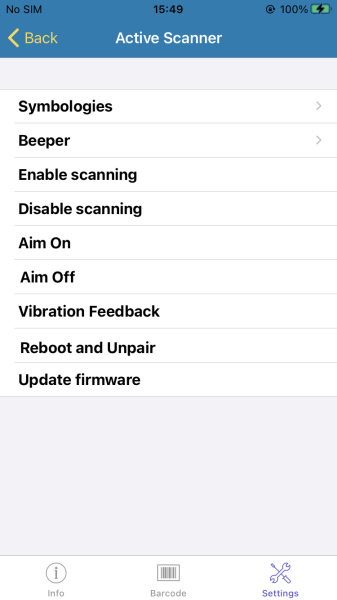 No SIM 15:49 100%
Back Active Scanner
Symbologies
Beeper
Enable scanning
Disable scanning
Aim On
Aim Off
Vibration Feedback
Reboot and Unpair
Update firmware
Info Barcode Settings